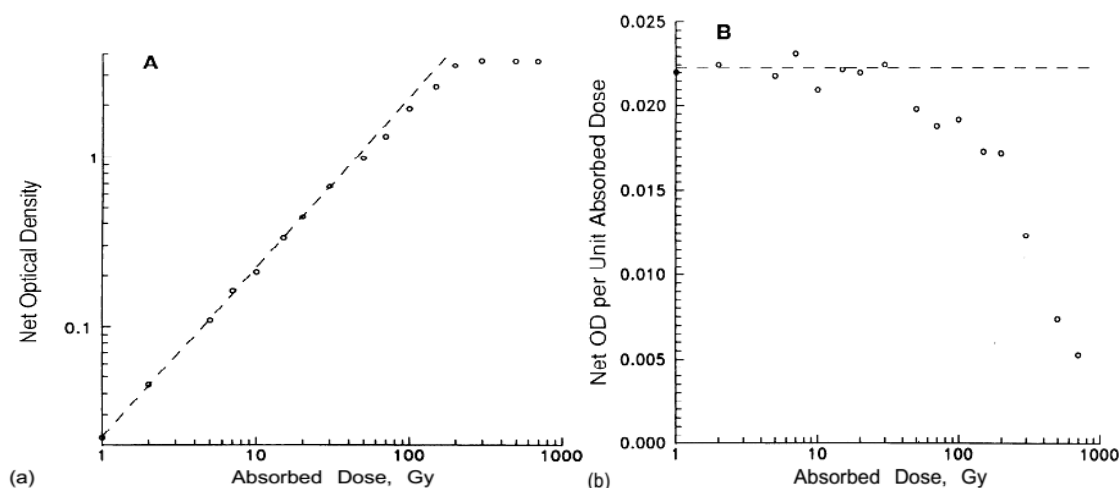 A
Net Optical Density
1
0.1
1
10
100
1000
(a)
Absorbed Dose, Gy
B
Net OD per Unit Absorbed Dose
0.025
0.020
0.015
0.010
0.005
0.000
1
10
100
1000
(b)
Absorbed Dose, Gy